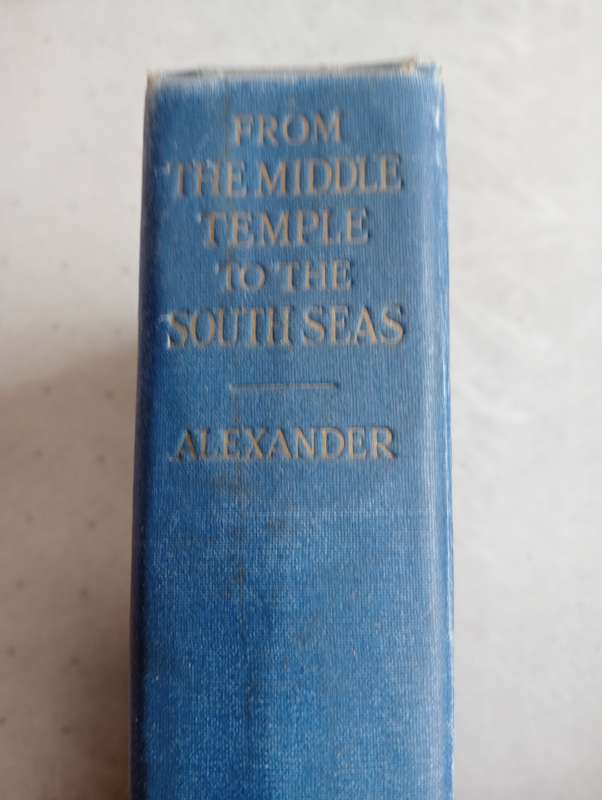 FROM
THE MIDDLE
TEMPLE
TO THE
SOUTH SEAS
ALEXANDER